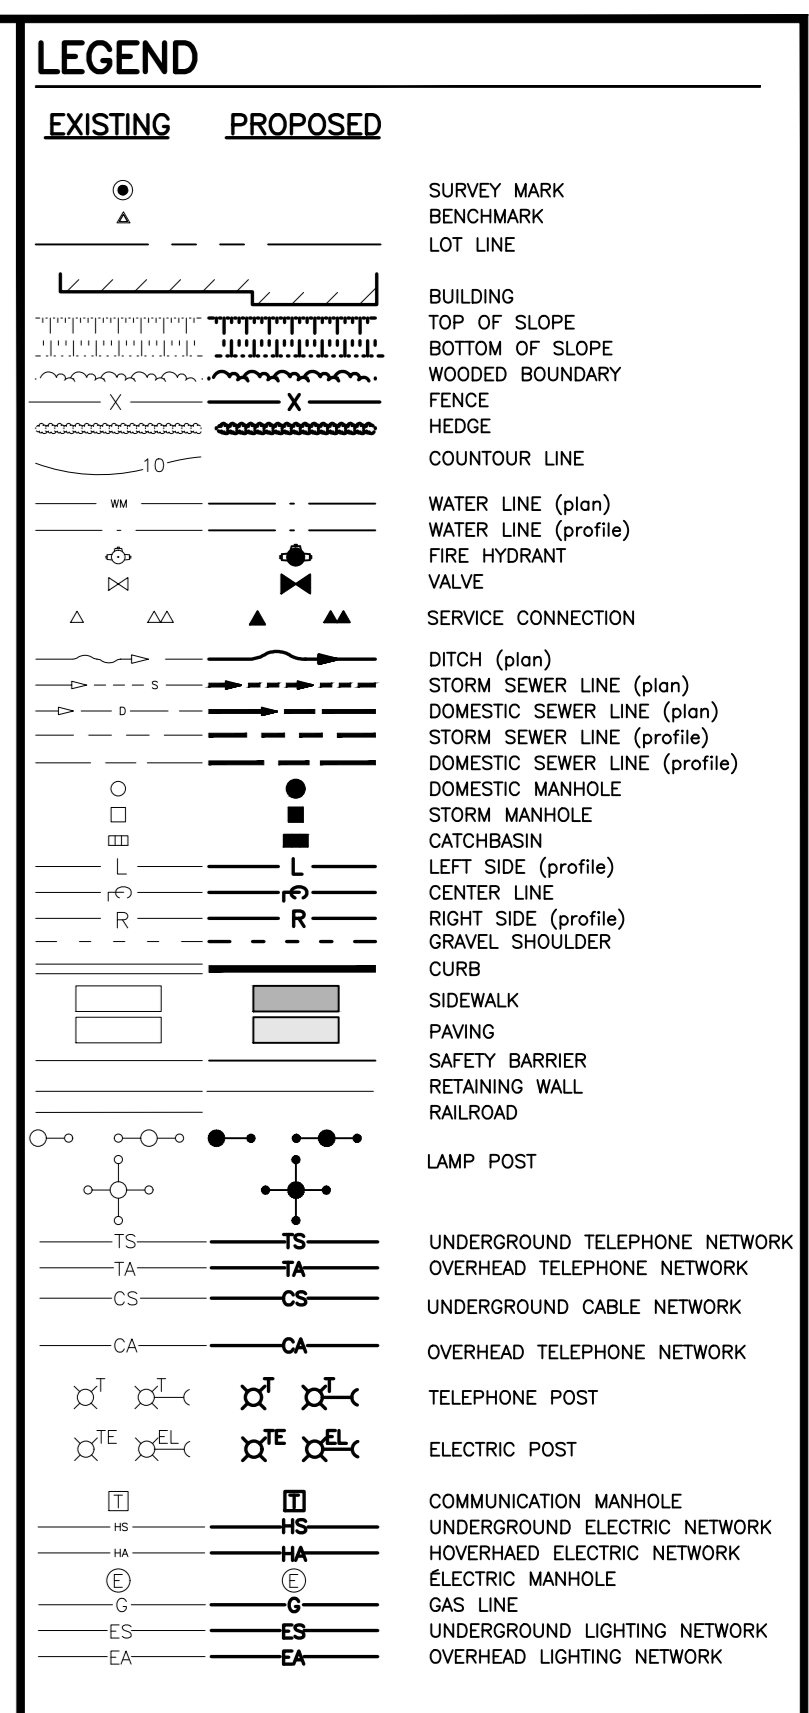 LEGEND
EXISTING PROPOSED
SURVEY MARK
BENCHMARK
LOT LINE
BUILDING
TOP OF SLOPE
BOTTOM OF SLOPE
WOODED BOUNDARY
X X FENCE
HEDGE
10 COUNTOUR LINE
WM WATER LINE (plan)
WATER LINE (profile)
FIRE HYDRANT
VALVE
SERVICE CONNECTION
DITCH (plan)
S STORM SEWER LINE (plan)
D DOMESTIC SEWER LINE (plan)
STORM SEWER LINE (profile)
DOMESTIC SEWER LINE (profile)
DOMESTIC MANHOLE
STORM MANHOLE
CATCHBASIN
L L LEFT SIDE (profile)
CENTER LINE
R R RIGHT SIDE (profile)
GRAVEL SHOULDER
CURB
SIDEWALK
PAVING
SAFETY BARRIER
RETAINING WALL
RAILROAD
LAMP POST
TS TS UNDERGROUND TELEPHONE NETWORK
TA TA OVERHEAD TELEPHONE NETWORK
CS CS UNDERGROUND CABLE NETWORK
CA CA OVERHEAD TELEPHONE NETWORK
T T T T TELEPHONE POST
TE EL TE EL ELECTRIC POST
T T COMMUNICATION MANHOLE
HS HS UNDERGROUND ELECTRIC NETWORK
HA HA HOVERHAED ELECTRIC NETWORK
E E ÉLECTRIC MANHOLE
G G GAS LINE
ES ES UNDERGROUND LIGHTING NETWORK
EA EA OVERHEAD LIGHTING NETWORK